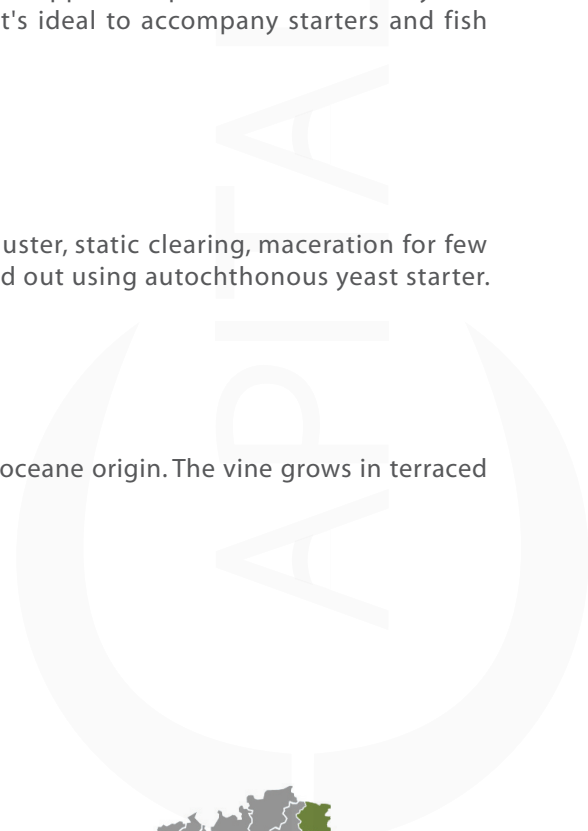 t's ideal to accompany starters and fish
uster, static clearing, maceration for few
d out using autochthonous yeast starter.
oceane origin. The vine grows in terraced
APITAL